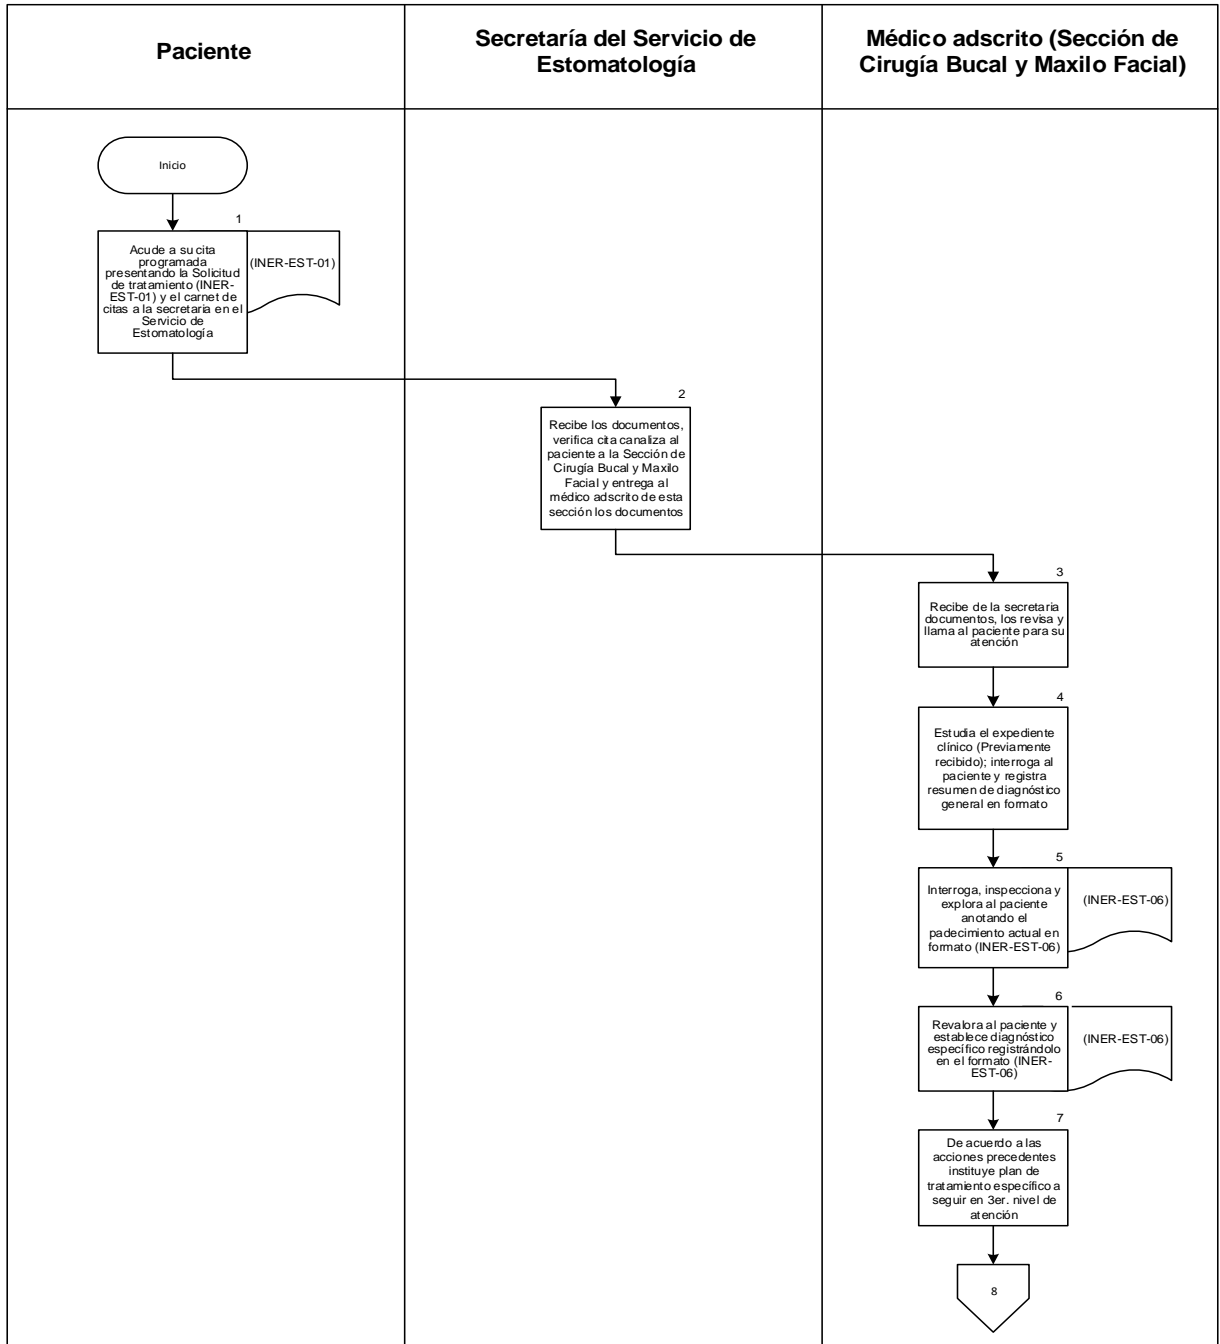 Paciente
Secretaría del Servicio de
Estomatología
Médico adscrito (Sección de
Cirugía Bucal y Maxilo Facial)
Inicio
1
Acude a su cita
programada
presentando la Solicitud
de tratamiento (INER-
EST-01) y el carnet de
citas a la secretaria en el
Servicio de
Estomatología
(INER-EST-01)
2
Recibe los documentos,
verifica cita canaliza al
paciente a la Sección de
Cirugía Bucal y Maxilo
Facial y entrega al
médico adscrito de esta
sección los documentos
3
Recibe de la secretaria
documentos, los revisa y
llama al paciente para su
atención
4
Estudia el expediente
clínico (Previamente
recibido); interroga al
paciente y registra
resumen de diagnóstico
general en formato
5
Interroga, inspecciona y
explora al paciente
anotando el
padecimiento actual en
formato (INER-EST-06)
(INER-EST-06)
6
Revalora al paciente y
establece diagnóstico
específico registrándolo
en el formato (INER-
EST-06)
(INER-EST-06)
7
De acuerdo a las
acciones precedentes
instituye plan de
tratamiento específico a
seguir en 3er. nivel de
atención
8